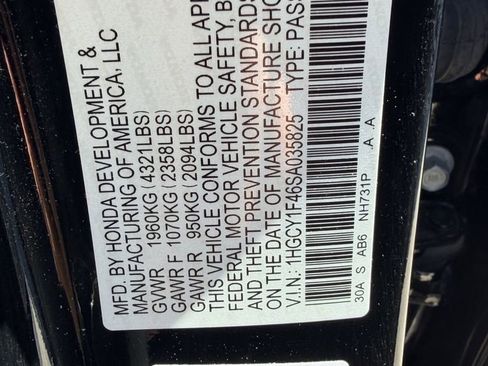 MFD. BY HONDA DEVELOPMENT &
MANUFACTURING OF AMERICA, LLC
GVWR 1960KG (4321LBS)
GAWR F 1070KG (2358LBS)
GAWR R 950KG (2094LBS)
THIS VEHICLE CONFORMS TO ALL APP
FEDERAL MOTOR VEHICLE SAFETY, B
AND THEFT PREVENTION STANDARDS
ON THE DATE OF MANUFACTURE SHO
V.I.N.: 1HGCY1F46SA035825 TYPE: PAS
30A S AB6 NH731P A A